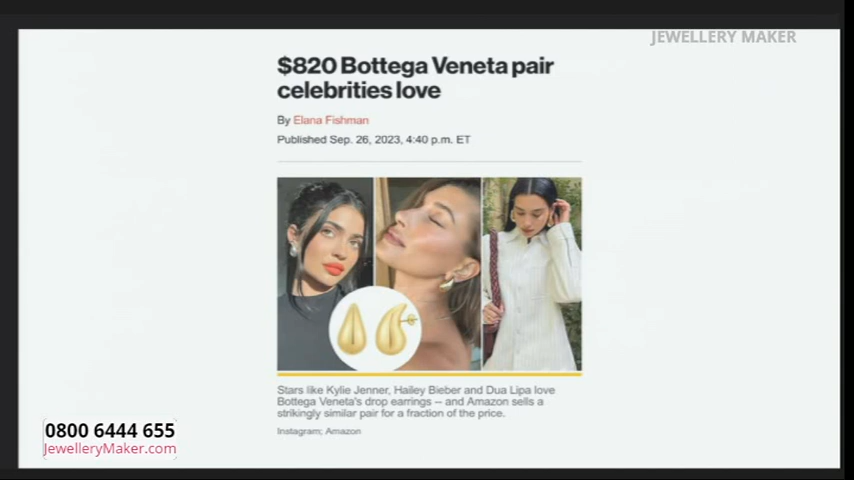 JEWELLERY MAKER
$820 Bottega Veneta pair
celebrities love
By Elana Fishman
Published Sep. 26, 2023, 4:40 p.m. ET
Stars like Kylie Jenner, Hailey Bieber and Dua Lipa love
Bottega Veneta's drop earrings -- and Amazon sells a
strikingly similar pair for a fraction of the price.
Instagram; Amazon
0800 6444 655
JewelleryMaker.com